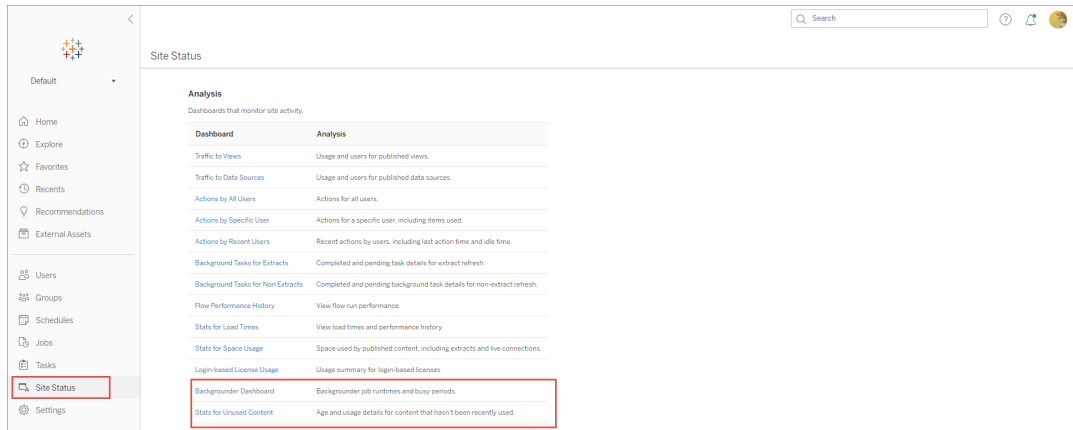 Search
Site Status
Default
Home
Explore
Favorites
Recents
Recommendations
External Assets
Users
Groups
Schedules
Jobs
Tasks
Site Status
Settings
Analysis
Dashboards that monitor site activity.
Dashboard Analysis
Traffic to Views Usage and users for published views.
Traffic to Data Sources Usage and users for published data sources.
Actions by All Users Actions for all users.
Actions by Specific User Actions for a specific user, including items used.
Actions by Recent Users Recent actions by users, including last action time and idle time.
Background Tasks for Extracts Completed and pending task details for extract refresh.
Background Tasks for Non Extracts Completed and pending background task details for non-extract refresh.
Flow Performance History View flow run performance.
Stats for Load Times View load times and performance history.
Stats for Space Usage Space used by published content, including extracts and live connections.
Login-based License Usage Usage summary for login-based licenses
Backgrounder Dashboard Backgrounder job runtimes and busy periods.
Stats for Unused Content Age and usage details for content that hasn't been recently used.